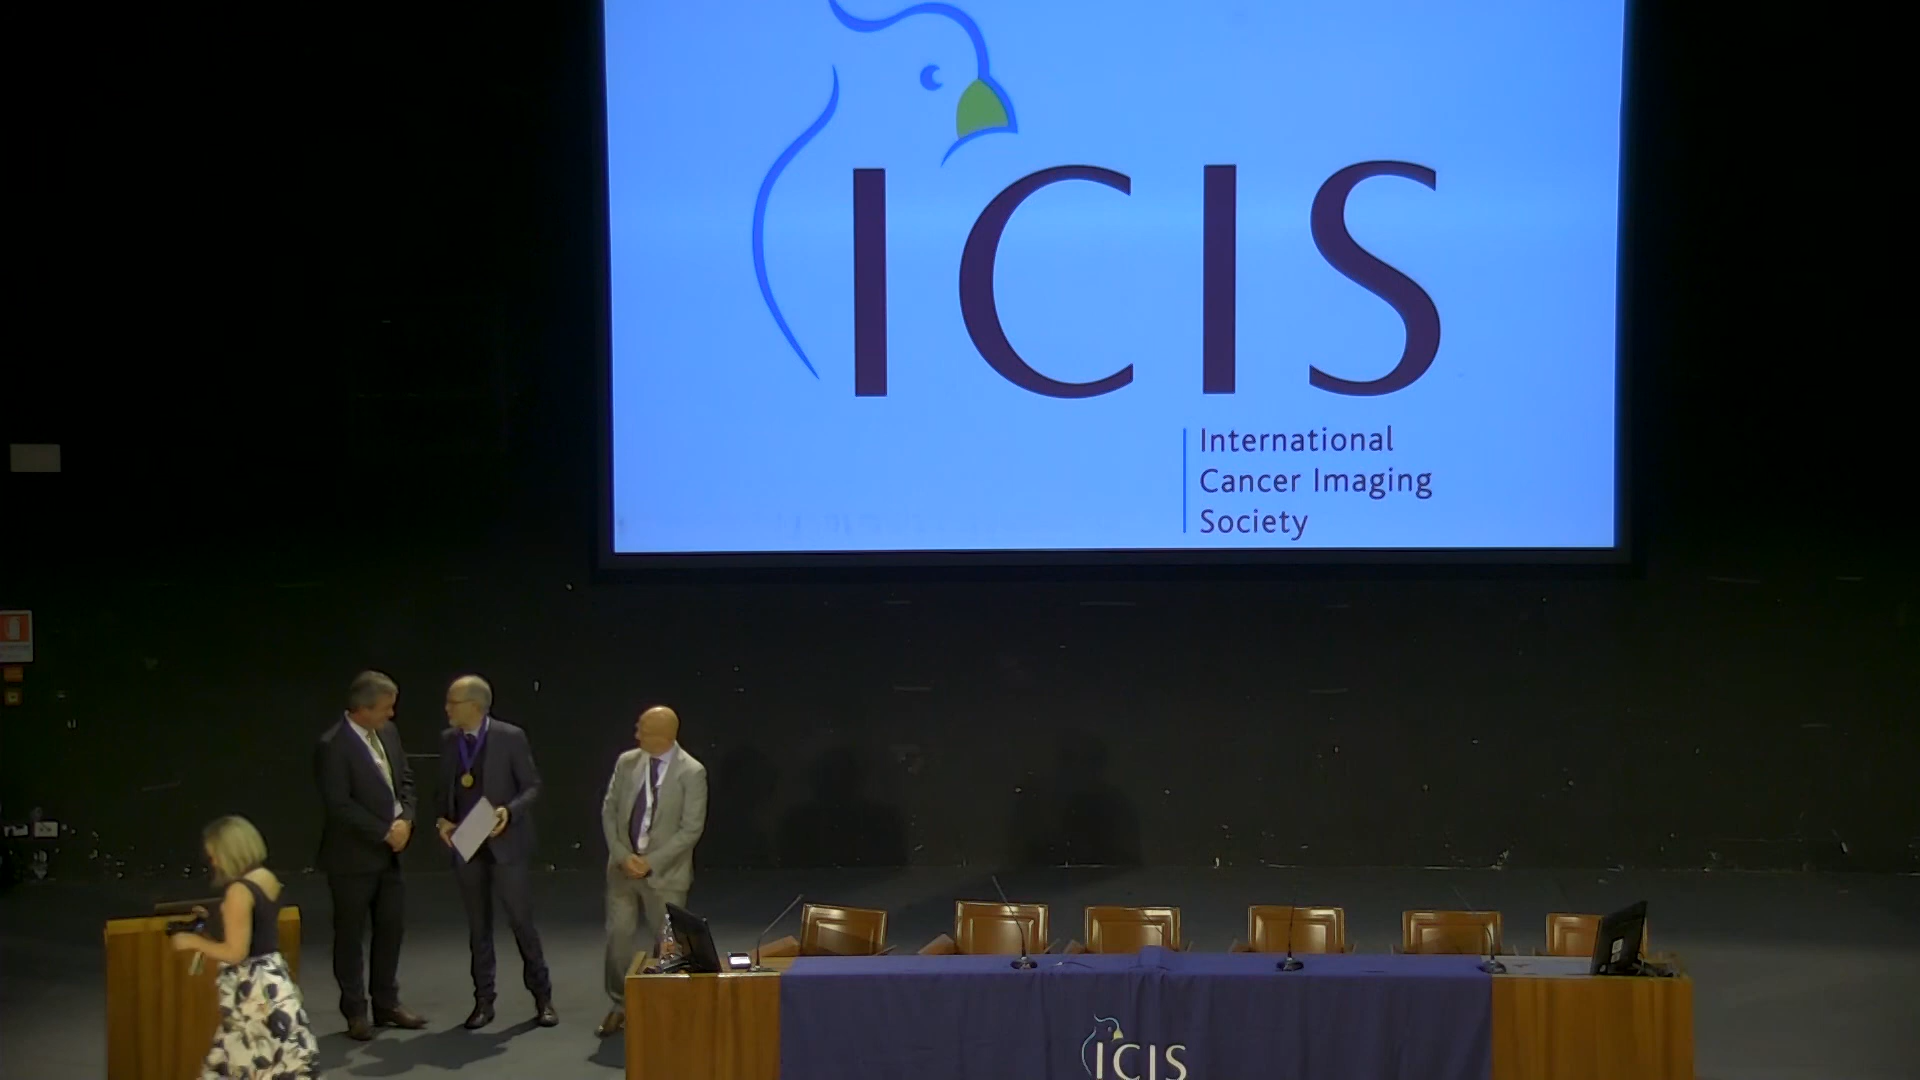 ICIS
International
Cancer Imaging
Society
ICIS